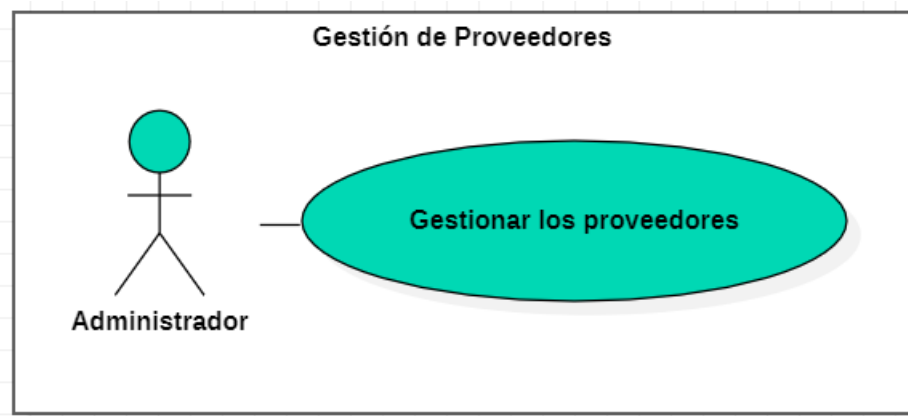 Gestión de Proveedores
Gestionar los proveedores
Administrador